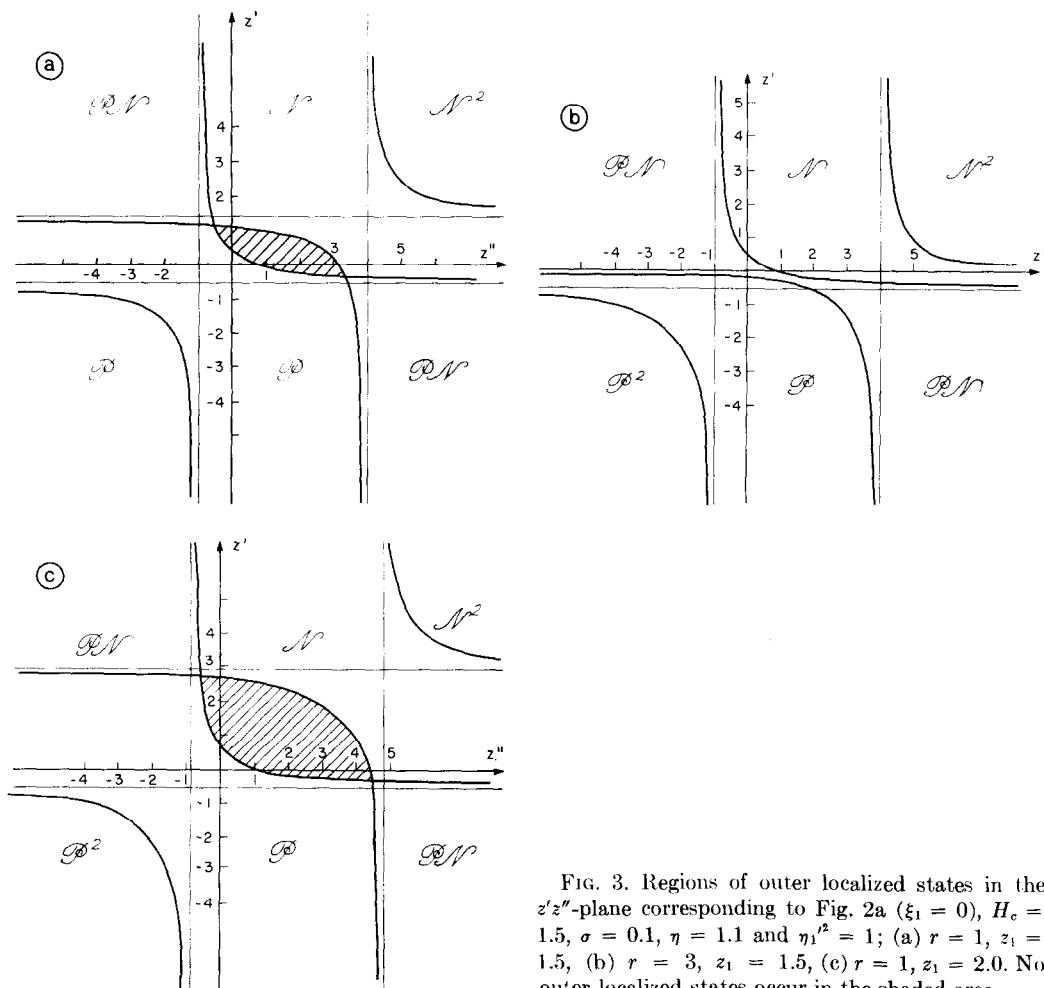 a
z'
𝒫𝒩
𝒩
𝒩²
4
3
2
-4 -3 -2
1 3 5
z"
-1
-2
-3
-4
𝒫
𝒫
𝒫𝒩
b
z'
5
4
3
2
1
𝒫𝒩
𝒩
𝒩²
-4 -3 -2 -1
1 2 3 5
z
-1
-2
-3
-4
𝒫²
𝒫
𝒫𝒩
c
z'
𝒫𝒩
𝒩
𝒩²
4
3
2
-4 -3 -2 -1
1 2 3 4 5
z"
-1
-2
-3
-4
𝒫²
𝒫
𝒫𝒩
FIG. 3. Regions of outer localized states in the
z'z"-plane corresponding to Fig. 2a (ξ₁ = 0), H_c =
1.5, σ = 0.1, η = 1.1 and η₁'² = 1; (a) r = 1, z₁ =
1.5, (b) r = 3, z₁ = 1.5, (c) r = 1, z₁ = 2.0. No
outer localized states occur in the shaded area.